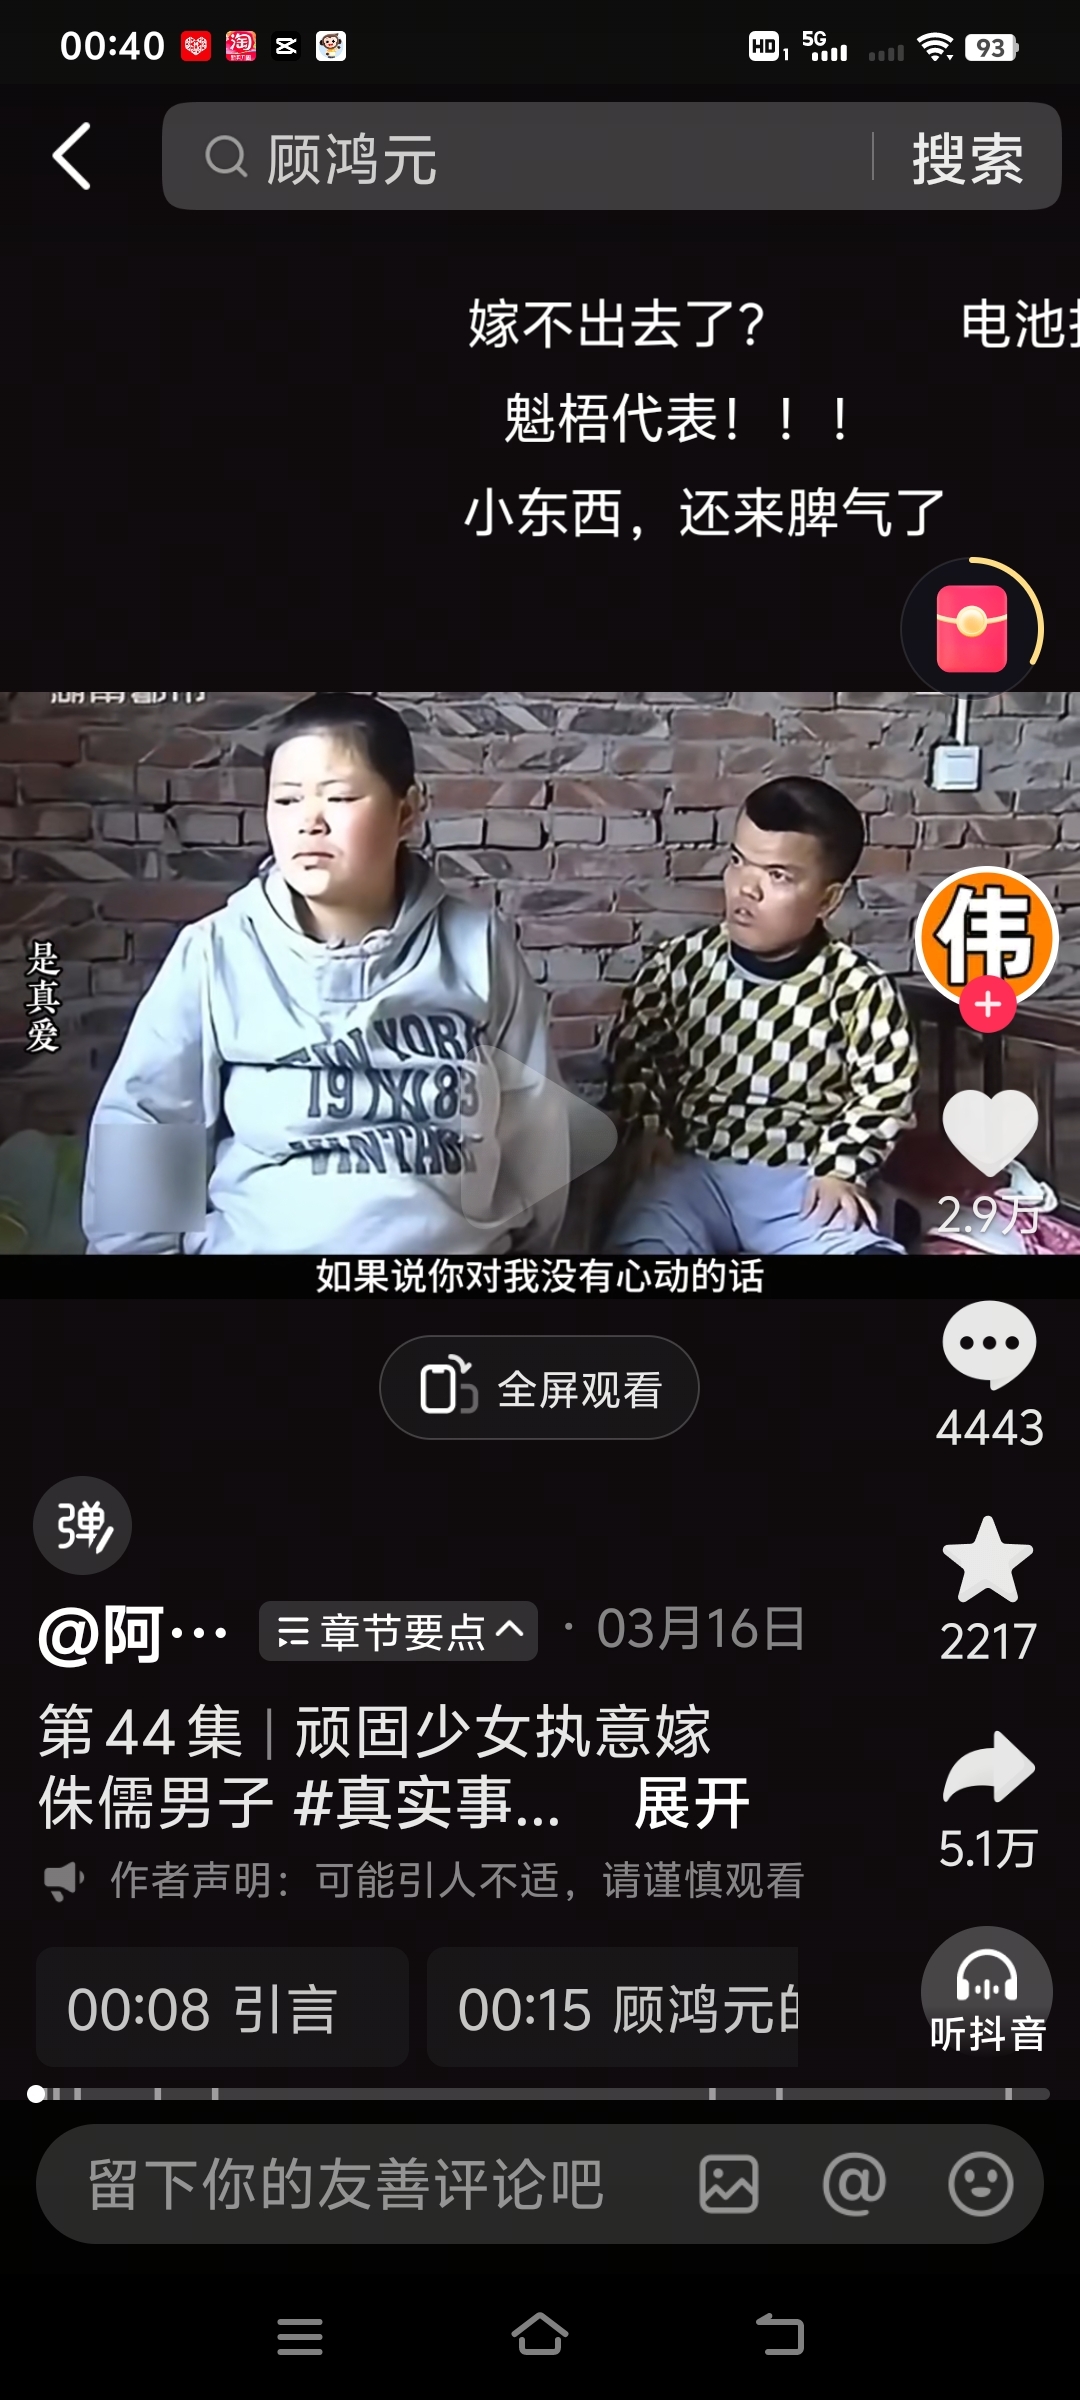 00:40
淘
HD 1 5G 93
顾鸿元
搜索
嫁不出去了?
电池
魁梧代表！！！
小东西，还来脾气了
伟
是真爱
NEW YORK
1983
VINTAGE
2.9万
如果说你对我没有心动的话
全屏观看
4443
弹
@阿… 章节要点 · 03月16日
2217
第44集 | 顽固少女执意嫁
侏儒男子 #真实事... 展开
5.1万
作者声明：可能引人不适，请谨慎观看
00:08 引言
00:15 顾鸿元的
听抖音
留下你的友善评论吧
@